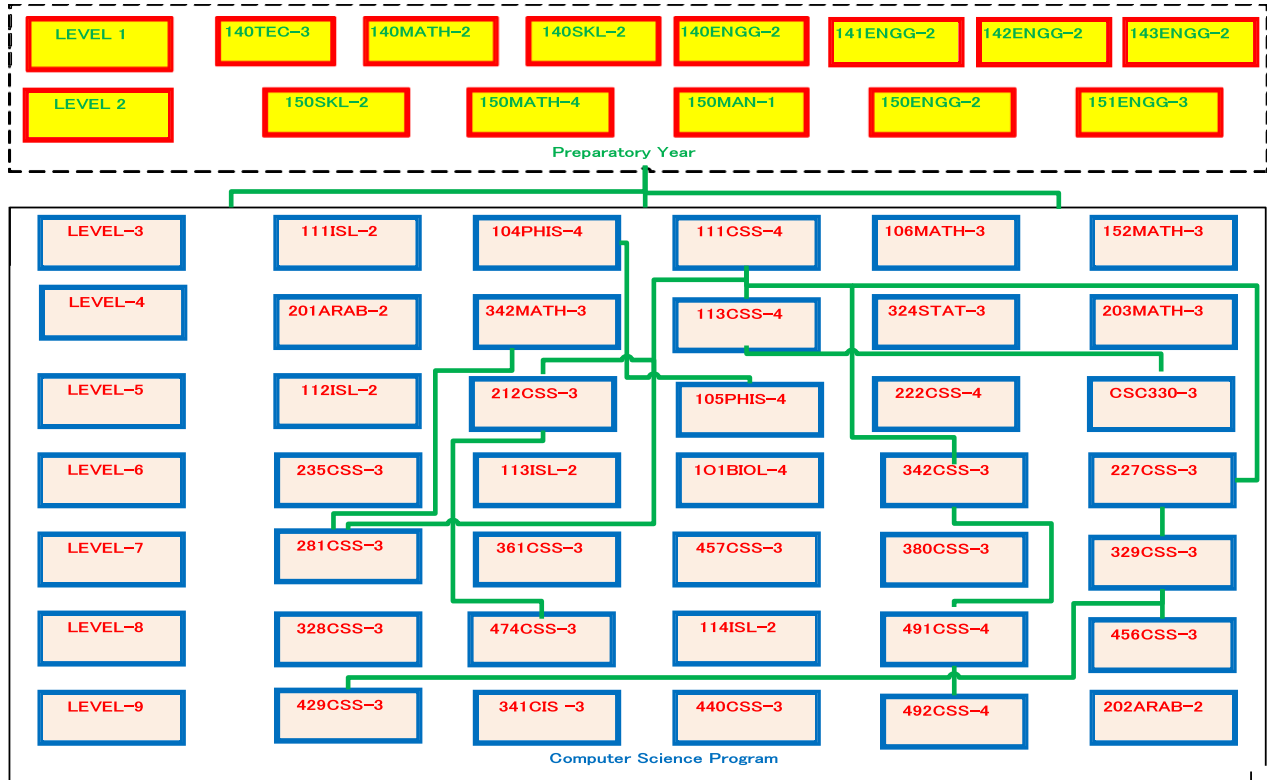 LEVEL 1
140TEC-3
140MATH-2
140SKL-2
140ENGG-2
141ENGG-2
142ENGG-2
143ENGG-2
LEVEL 2
150SKL-2
150MATH-4
150MAN-1
150ENGG-2
151ENGG-3
Preparatory Year
LEVEL-3
111ISL-2
104PHIS-4
111CSS-4
106MATH-3
152MATH-3
LEVEL-4
201ARAB-2
342MATH-3
113CSS-4
324STAT-3
203MATH-3
LEVEL-5
112ISL-2
212CSS-3
105PHIS-4
222CSS-4
CSC330-3
LEVEL-6
235CSS-3
113ISL-2
1O1BIOL-4
342CSS-3
227CSS-3
LEVEL-7
281CSS-3
361CSS-3
457CSS-3
380CSS-3
329CSS-3
LEVEL-8
328CSS-3
474CSS-3
114ISL-2
491CSS-4
456CSS-3
LEVEL-9
429CSS-3
341CIS -3
440CSS-3
492CSS-4
202ARAB-2
Computer Science Program